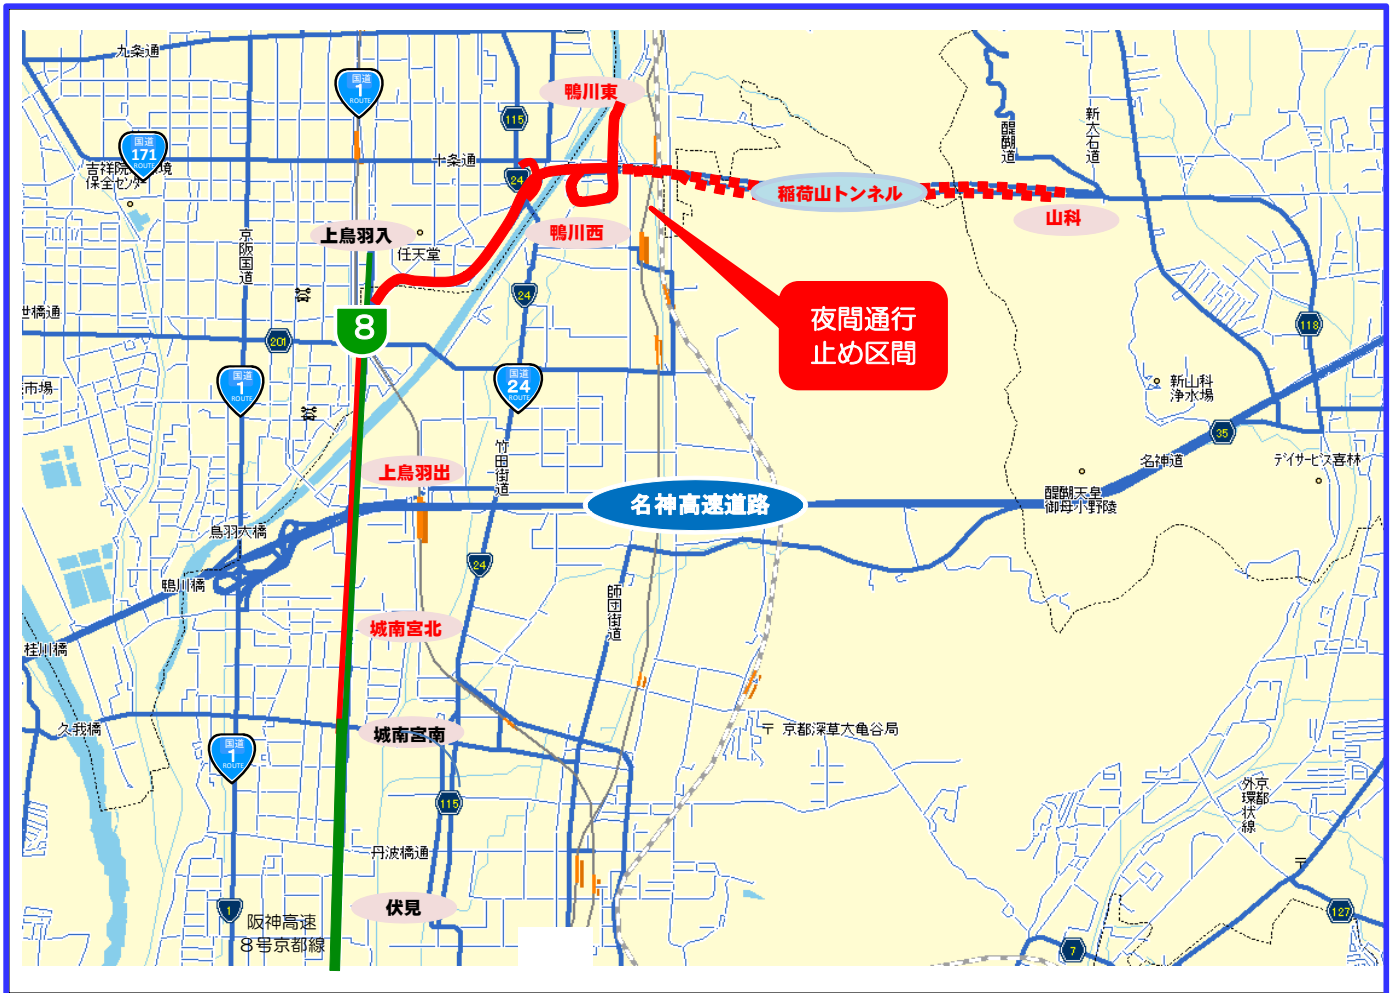 九条通
国道
1
ROUTE
鴨川東
115
国道
171
ROUTE
吉祥院
境
保全センター
十条通
24
醍醐道
新大石道
稲荷山トンネル
山科
上鳥羽入
任天堂
鴨川西
京阪国道
24
夜間通行
止め区間
世橋通
201
8
118
市場
国道
1
ROUTE
国道
24
ROUTE
新山科
浄水場
35
竹田街道
上鳥羽出
名神道
デイサービス喜林
名神高速道路
醍醐天皇
御母小野陵
鳥羽大橋
鴨川橋
24
師団街道
城南宮北
桂川橋
久我橋
城南宮南
〒 京都深草大亀谷局
国道
1
ROUTE
115
京都
外環状線
丹波橋通
〒
伏見
1
阪神高速
8号京都線
127
7